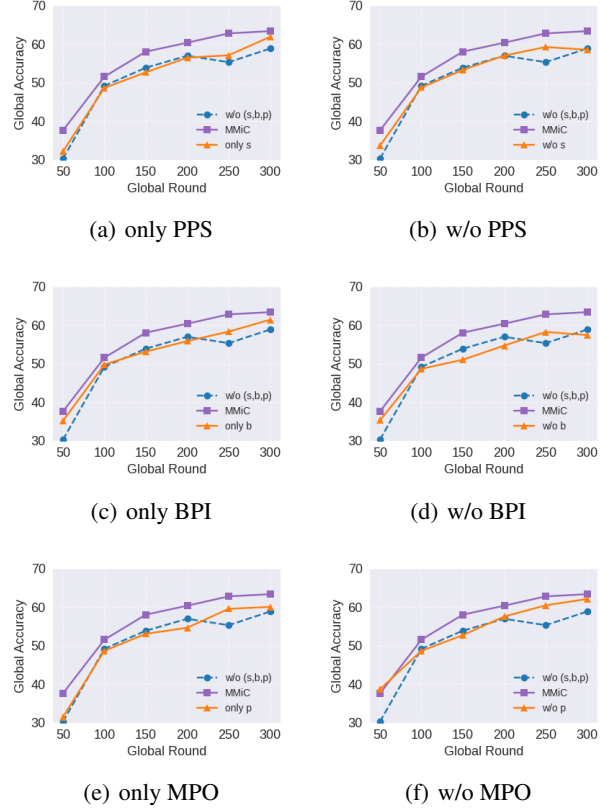 70
60
50
40
30
Global Accuracy
w/o (s,b,p)
MMiC
only s
50 100 150 200 250 300
Global Round
(a) only PPS
70
60
50
40
30
Global Accuracy
w/o (s,b,p)
MMiC
w/o s
50 100 150 200 250 300
Global Round
(b) w/o PPS
70
60
50
40
30
Global Accuracy
w/o (s,b,p)
MMiC
only b
50 100 150 200 250 300
Global Round
(c) only BPI
70
60
50
40
30
Global Accuracy
w/o (s,b,p)
MMiC
w/o b
50 100 150 200 250 300
Global Round
(d) w/o BPI
70
60
50
40
30
Global Accuracy
w/o (s,b,p)
MMiC
only p
50 100 150 200 250 300
Global Round
(e) only MPO
70
60
50
40
30
Global Accuracy
w/o (s,b,p)
MMiC
w/o p
50 100 150 200 250 300
Global Round
(f) w/o MPO